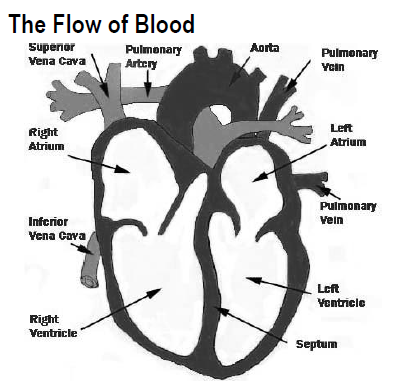 The Flow of Blood
Superior
Vena Cava
Pulmonary
Artery
Aorta
Pulmonary
Vein
Right
Atrium
Left
Atrium
Pulmonary
Vein
Inferior
Vena Cava
Left
Ventricle
Right
Ventricle
Septum